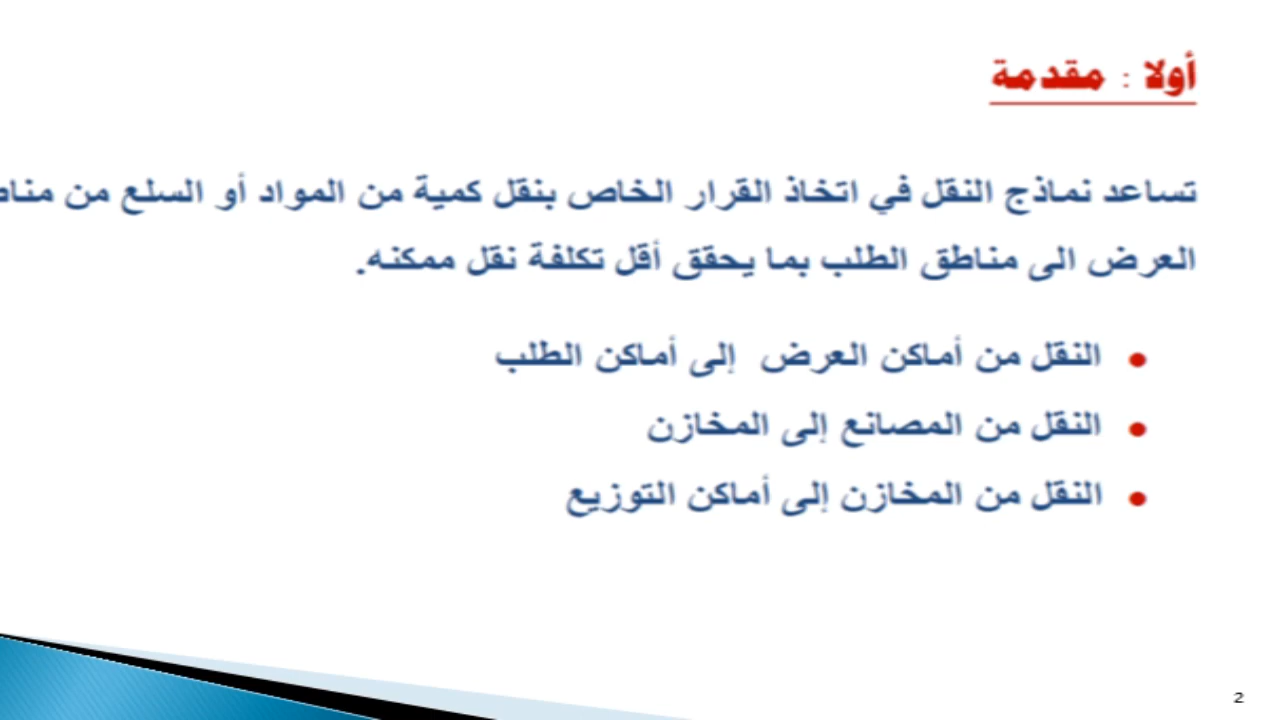 أولا : مقدمة
تساعد نماذج النقل في اتخاذ القرار الخاص بنقل كمية من المواد أو السلع من
العرض الى مناطق الطلب بما يحقق أقل تكلفة نقل ممكنه.
• النقل من أماكن العرض إلى أماكن الطلب
• النقل من المصانع إلى المخازن
• النقل من المخازن إلى أماكن التوزيع
2